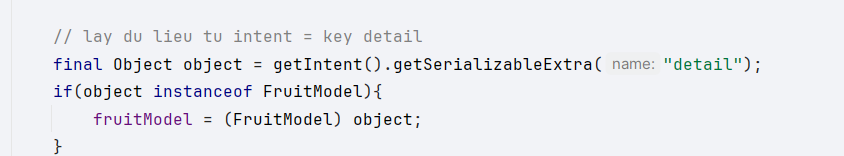 // lay du lieu tu intent = key detail
final Object object = getIntent().getSerializableExtra( name: "detail");
if(object instanceof FruitModel){
fruitModel = (FruitModel) object;
}